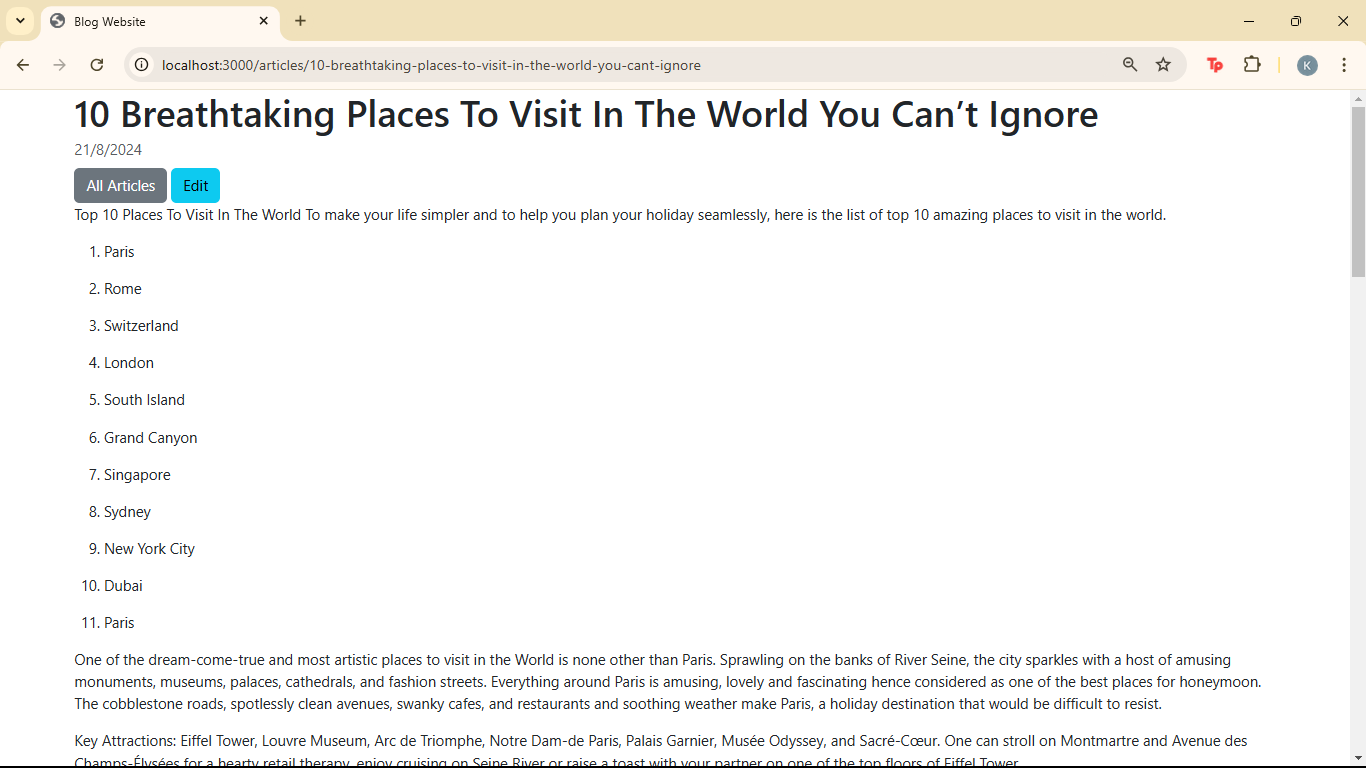 Blog Website
localhost:3000/articles/10-breathtaking-places-to-visit-in-the-world-you-cant-ignore
Tp
K
10 Breathtaking Places To Visit In The World You Can’t Ignore
21/8/2024
All Articles
Edit
Top 10 Places To Visit In The World To make your life simpler and to help you plan your holiday seamlessly, here is the list of top 10 amazing places to visit in the world.
1. Paris
2. Rome
3. Switzerland
4. London
5. South Island
6. Grand Canyon
7. Singapore
8. Sydney
9. New York City
10. Dubai
11. Paris
One of the dream-come-true and most artistic places to visit in the World is none other than Paris. Sprawling on the banks of River Seine, the city sparkles with a host of amusing
monuments, museums, palaces, cathedrals, and fashion streets. Everything around Paris is amusing, lovely and fascinating hence considered as one of the best places for honeymoon.
The cobblestone roads, spotlessly clean avenues, swanky cafes, and restaurants and soothing weather make Paris, a holiday destination that would be difficult to resist.
Key Attractions: Eiffel Tower, Louvre Museum, Arc de Triomphe, Notre Dam-de Paris, Palais Garnier, Musée Odyssey, and Sacré-Cœur. One can stroll on Montmartre and Avenue des
Champs-Élysées for a hearty retail therapy, enjoy cruising on Seine River or raise a toast with your partner on one of the top floors of Eiffel Tower.